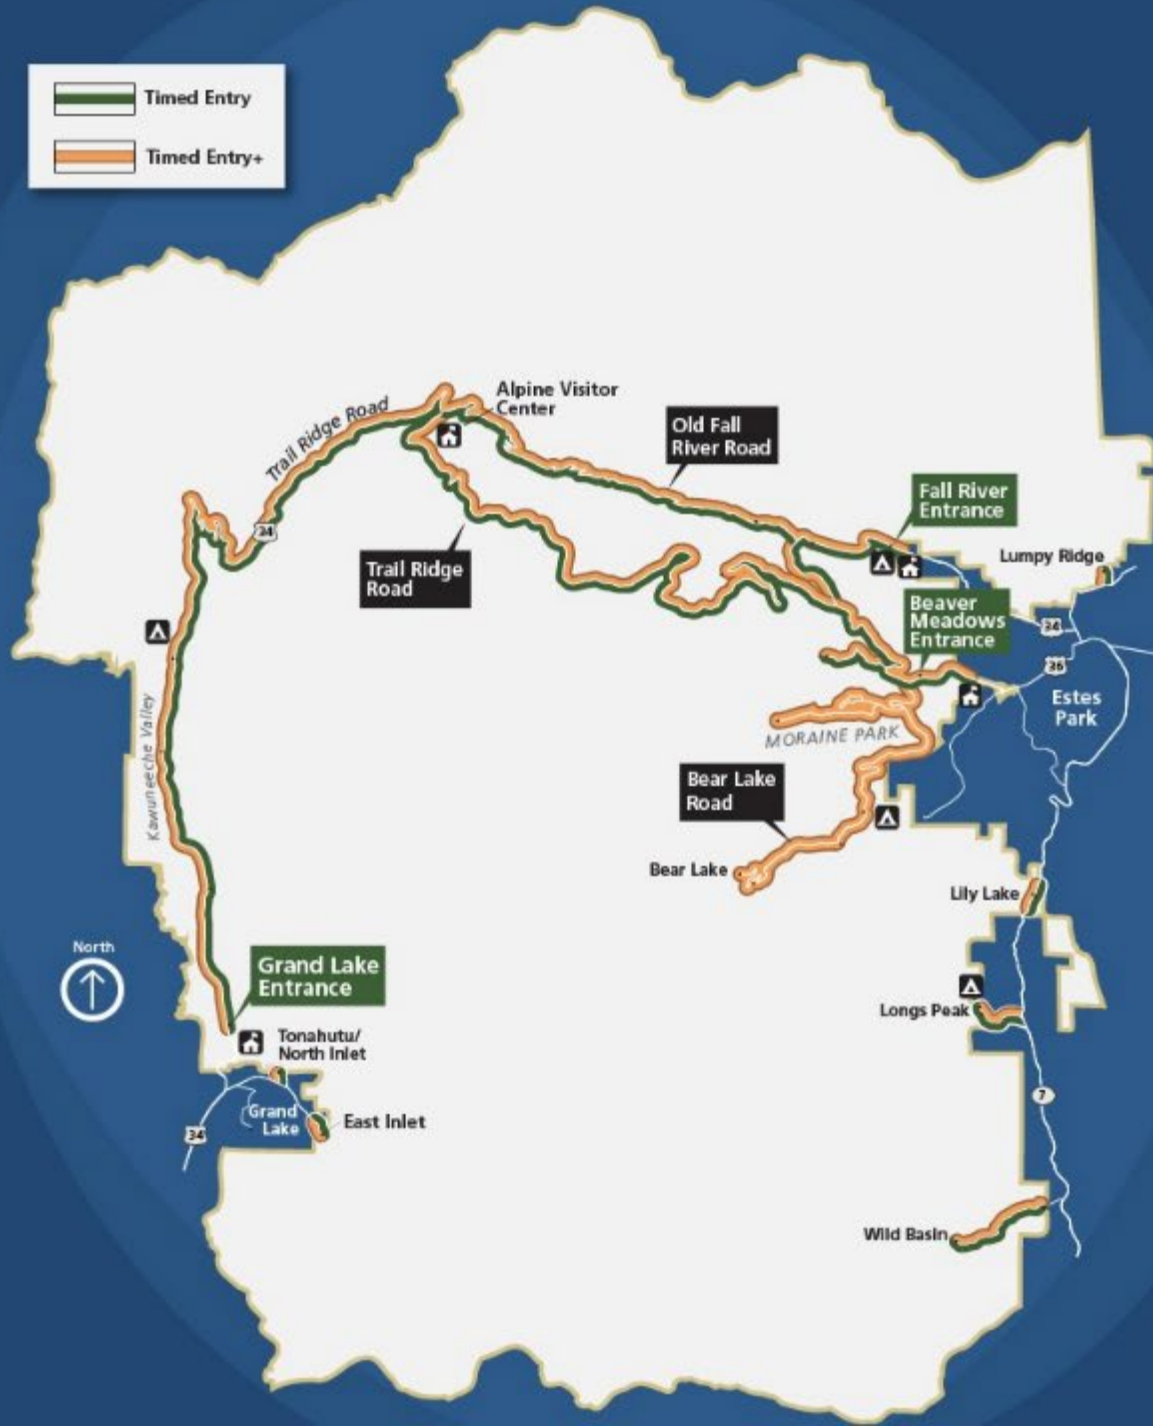 Timed Entry
Timed Entry+
Alpine Visitor
Center
Trail Ridge Road
Old Fall
River Road
34
Fall River
Entrance
Trail Ridge
Road
Lumpy Ridge
Beaver
Meadows
Entrance
34
36
Estes
Park
Kawuneeche Valley
MORAINE PARK
Bear Lake
Road
Bear Lake
Lily Lake
North
Grand Lake
Entrance
Longs Peak
Tonahutu/
North Inlet
7
Grand
Lake
East Inlet
34
Wild Basin